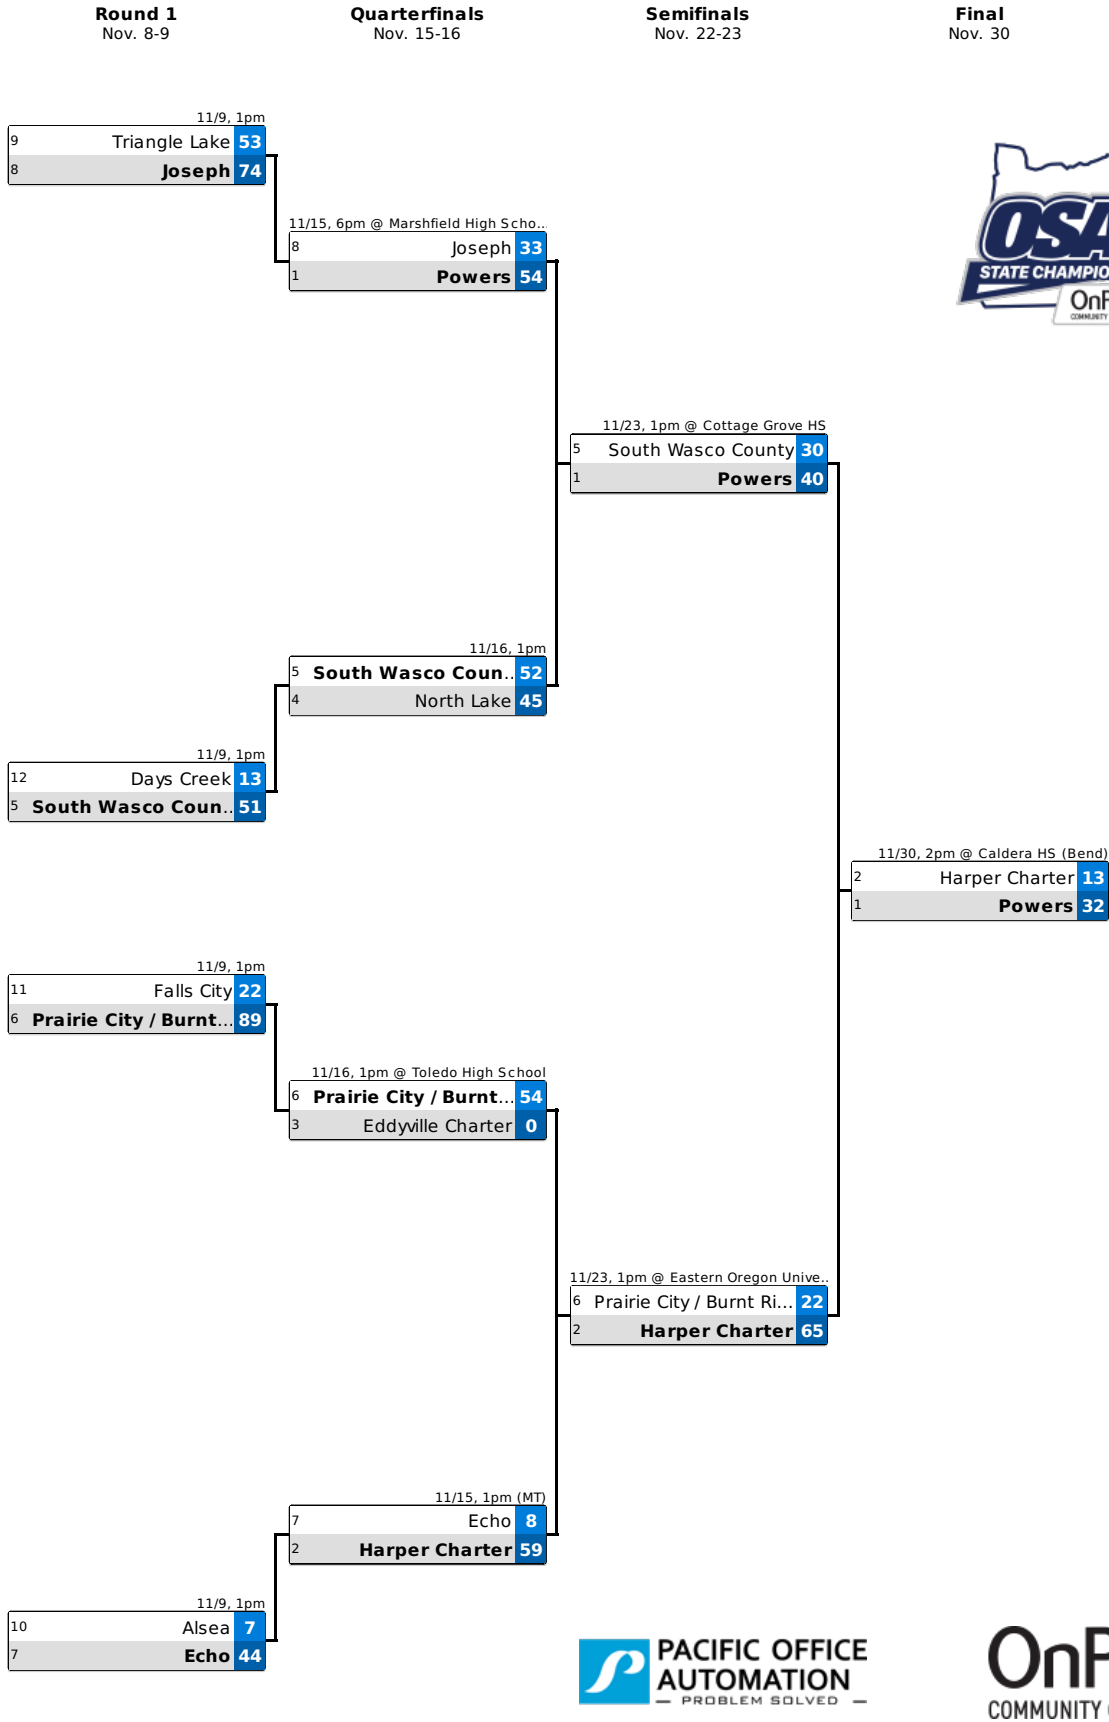 Round 1
Nov. 8-9
Quarterfinals
Nov. 15-16
Semifinals
Nov. 22-23
Final
Nov. 30
11/9, 1pm
9 Triangle Lake 53
8 Joseph 74
11/15, 6pm @ Marshfield High Scho..
8 Joseph 33
1 Powers 54
OSA
STATE CHAMPIO
OnP
COMMUNITY
11/23, 1pm @ Cottage Grove HS
5 South Wasco County 30
1 Powers 40
11/16, 1pm
5 South Wasco Coun.. 52
4 North Lake 45
11/9, 1pm
12 Days Creek 13
5 South Wasco Coun.. 51
11/30, 2pm @ Caldera HS (Bend)
2 Harper Charter 13
1 Powers 32
11/9, 1pm
11 Falls City 22
6 Prairie City / Burnt... 89
11/16, 1pm @ Toledo High School
6 Prairie City / Burnt... 54
3 Eddyville Charter 0
11/23, 1pm @ Eastern Oregon Unive..
6 Prairie City / Burnt Ri... 22
2 Harper Charter 65
11/15, 1pm (MT)
7 Echo 8
2 Harper Charter 59
11/9, 1pm
10 Alsea 7
7 Echo 44
PACIFIC OFFICE
AUTOMATION
— PROBLEM SOLVED —
OnP
COMMUNITY